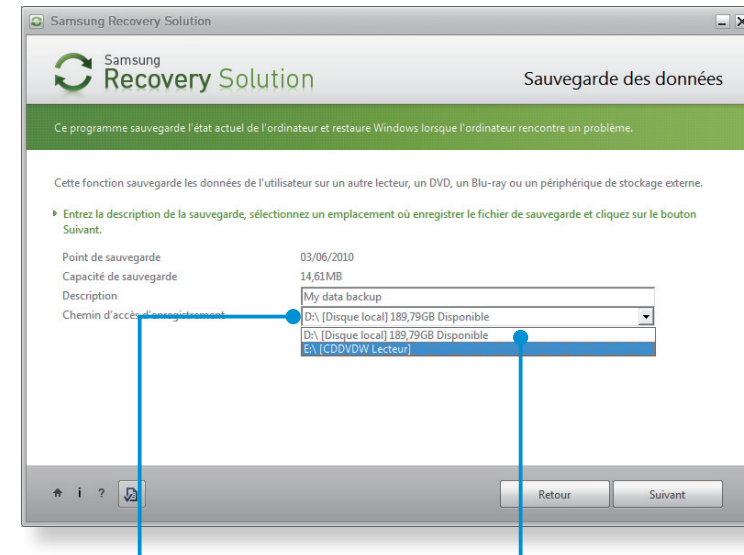 Samsung Recovery Solution
Samsung
Recovery Solution
Sauvegarde des données
Ce programme sauvegarde l'état actuel de l'ordinateur et restaure Windows lorsque l'ordinateur rencontre un problème.
Cette fonction sauvegarde les données de l'utilisateur sur un autre lecteur, un DVD, un Blu-ray ou un périphérique de stockage externe.
Entrez la description de la sauvegarde, sélectionnez un emplacement où enregistrer le fichier de sauvegarde et cliquez sur le bouton
Suivant.
Point de sauvegarde 03/06/2010
Capacité de sauvegarde 14,61MB
Description My data backup
Chemin d'accès d'enregistrement D:\ [Disque local] 189,79GB Disponible
D:\ [Disque local] 189,79GB Disponible
E:\ [CDDVDW Lecteur]
i ? Retour Suivant